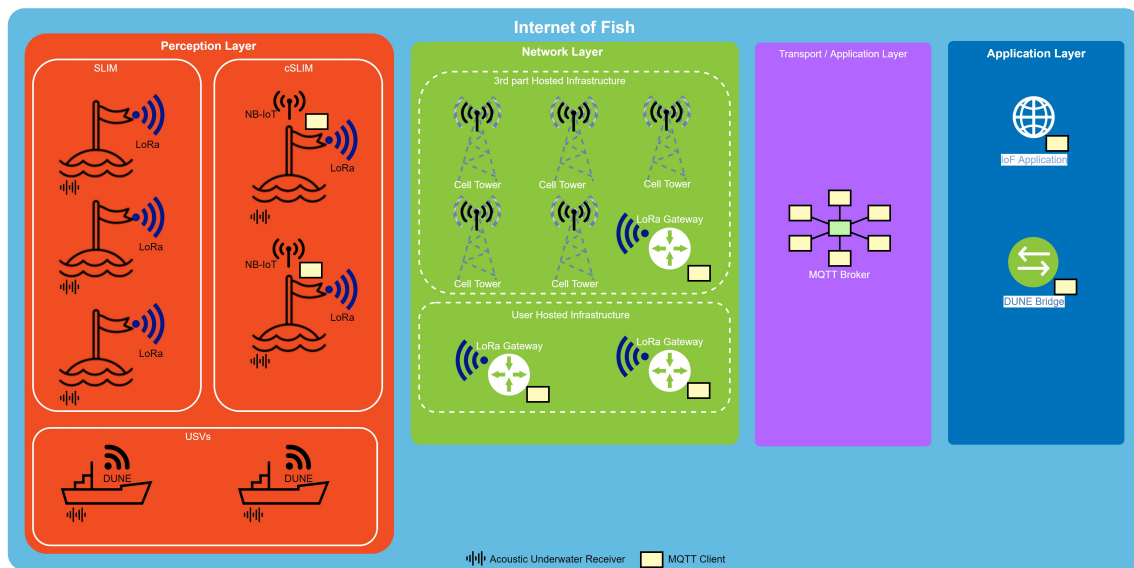 Internet of Fish
Perception Layer
SLIM
LoRa
LoRa
LoRa
cSLIM
NB-IoT
LoRa
NB-IoT
LoRa
USVs
DUNE
DUNE
Network Layer
3rd part Hosted Infrastructure
Cell Tower
Cell Tower
Cell Tower
Cell Tower
Cell Tower
LoRa Gateway
User Hosted Infrastructure
LoRa Gateway
LoRa Gateway
Transport / Application Layer
MQTT Broker
Application Layer
IoF Application
DUNE Bridge
Acoustic Underwater Receiver
MQTT Client